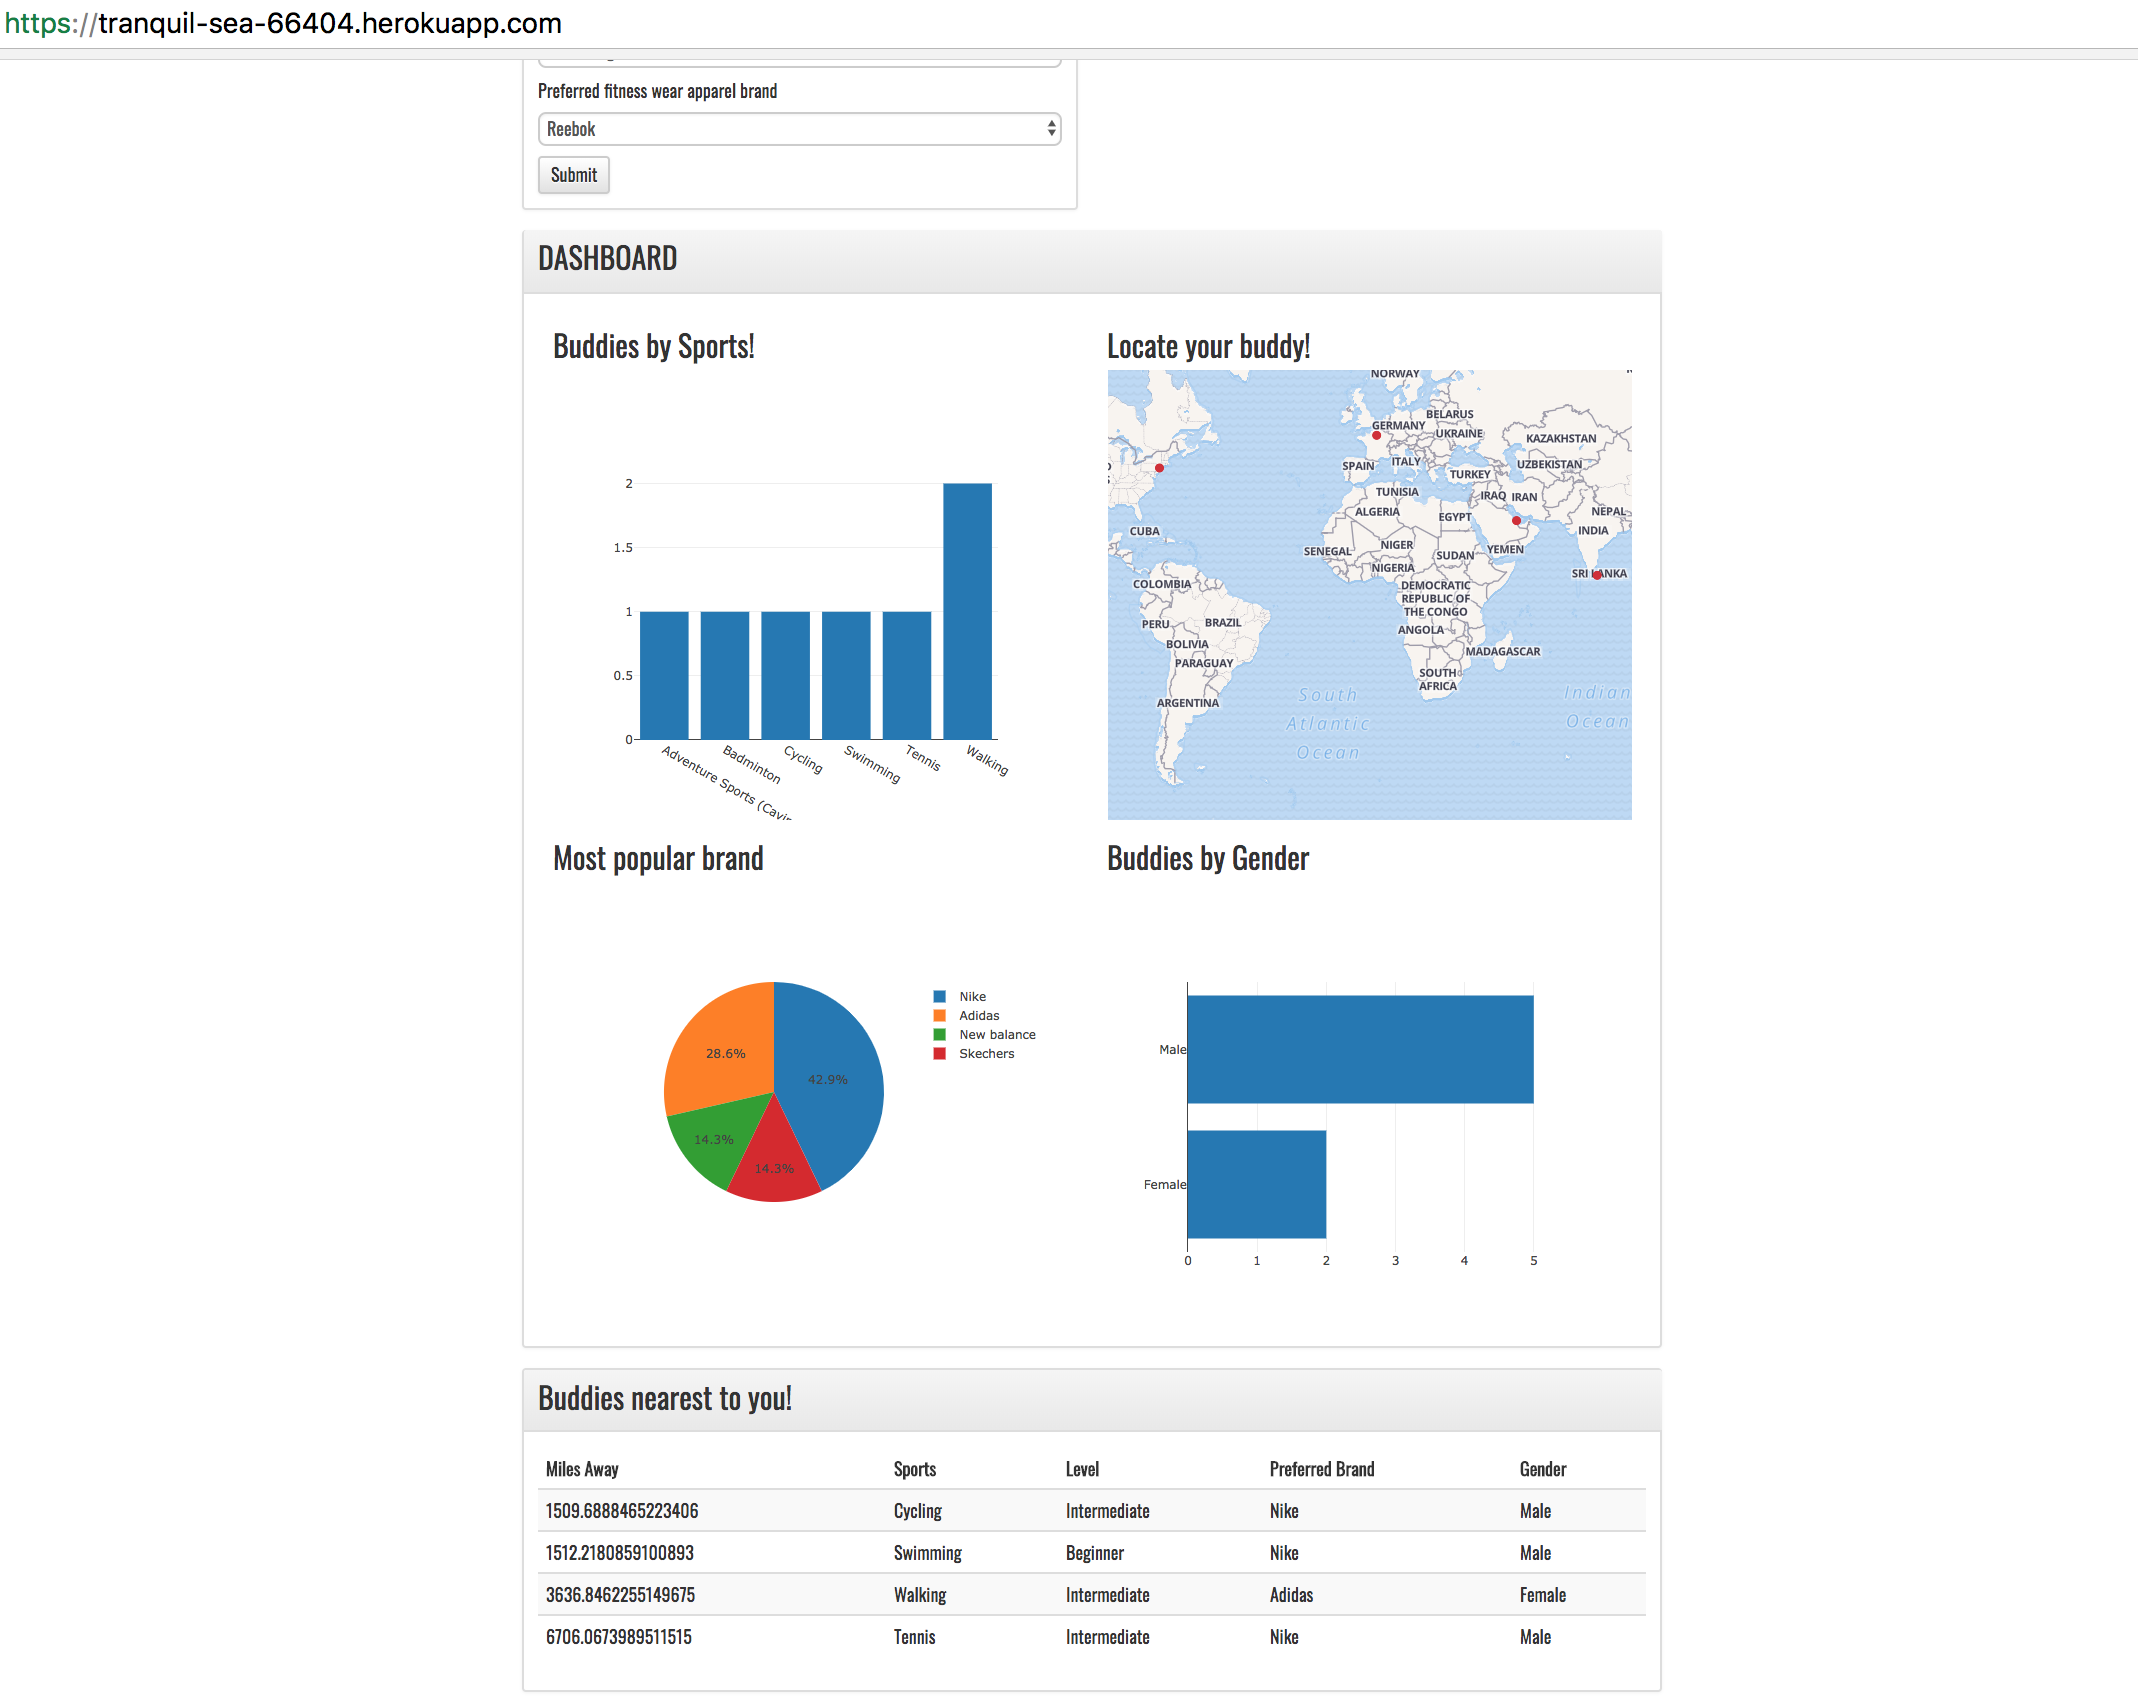 https://tranquil-sea-66404.herokuapp.com
Preferred fitness wear apparel brand
Reebok
Submit
DASHBOARD
Buddies by Sports!
2
1.5
1
0.5
0
Adventure Sports (Cavin
Badminton
Cycling
Swimming
Tennis
Walking
Locate your buddy!
NORWAY
BELARUS
GERMANY
UKRAINE
KAZAKHSTAN
SPAIN
ITALY
UZBEKISTAN
TURKEY
TUNISIA
IRAQ
IRAN
ALGERIA
EGYPT
NEPAL
CUBA
INDIA
SENEGAL
NIGER
SUDAN
YEMEN
NIGERIA
SRI LANKA
COLOMBIA
DEMOCRATIC
REPUBLIC OF
THE CONGO
PERU
BRAZIL
ANGOLA
BOLIVIA
MADAGASCAR
PARAGUAY
SOUTH
AFRICA
ARGENTINA
South
Atlantic
Ocean
Indian
Ocean
Most popular brand
28.6%
42.9%
14.3%
14.3%
Nike
Adidas
New balance
Skechers
Buddies by Gender
Male
Female
0 1 2 3 4 5
Buddies nearest to you!
Miles Away Sports Level Preferred Brand Gender
1509.6888465223406 Cycling Intermediate Nike Male
1512.2180859100893 Swimming Beginner Nike Male
3636.8462255149675 Walking Intermediate Adidas Female
6706.0673989511515 Tennis Intermediate Nike Male